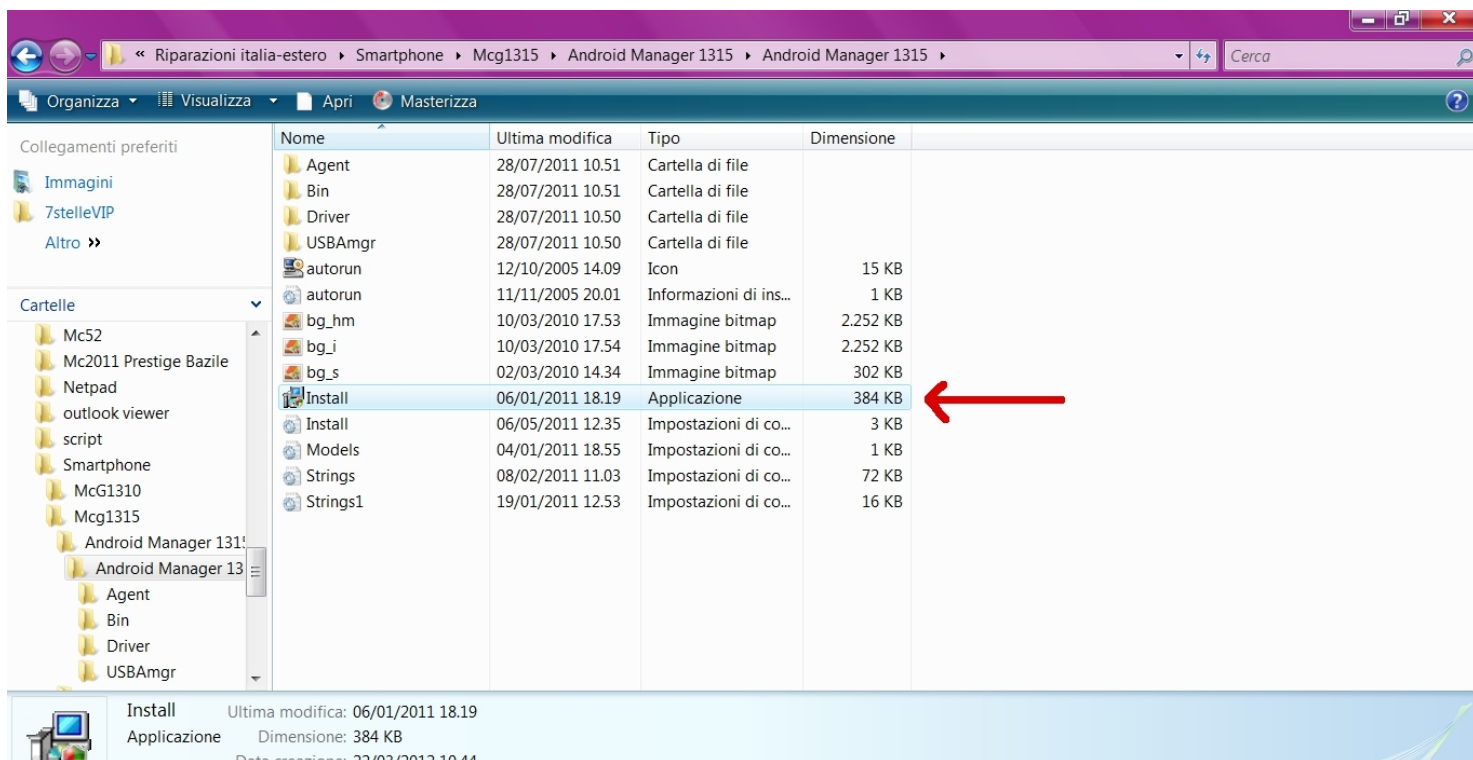 « Riparazioni italia-estero ▸ Smartphone ▸ Mcg1315 ▸ Android Manager 1315 ▸ Android Manager 1315 ▸
Cerca
Organizza Visualizza Apri Masterizza
Collegamenti preferiti
Immagini
7stelleVIP
Altro »
Cartelle
Mc52
Mc2011 Prestige Bazile
Netpad
outlook viewer
script
Smartphone
McG1310
Mcg1315
Android Manager 131
Android Manager 13
Agent
Bin
Driver
USBAmgr
Nome Ultima modifica Tipo Dimensione
Agent 28/07/2011 10.51 Cartella di file
Bin 28/07/2011 10.51 Cartella di file
Driver 28/07/2011 10.50 Cartella di file
USBAmgr 28/07/2011 10.50 Cartella di file
autorun 12/10/2005 14.09 Icon 15 KB
autorun 11/11/2005 20.01 Informazioni di ins... 1 KB
bg_hm 10/03/2010 17.53 Immagine bitmap 2.252 KB
bg_i 10/03/2010 17.54 Immagine bitmap 2.252 KB
bg_s 02/03/2010 14.34 Immagine bitmap 302 KB
Install 06/01/2011 18.19 Applicazione 384 KB
Install 06/05/2011 12.35 Impostazioni di co... 3 KB
Models 04/01/2011 18.55 Impostazioni di co... 1 KB
Strings 08/02/2011 11.03 Impostazioni di co... 72 KB
Strings1 19/01/2011 12.53 Impostazioni di co... 16 KB
Install Ultima modifica: 06/01/2011 18.19
Applicazione Dimensione: 384 KB